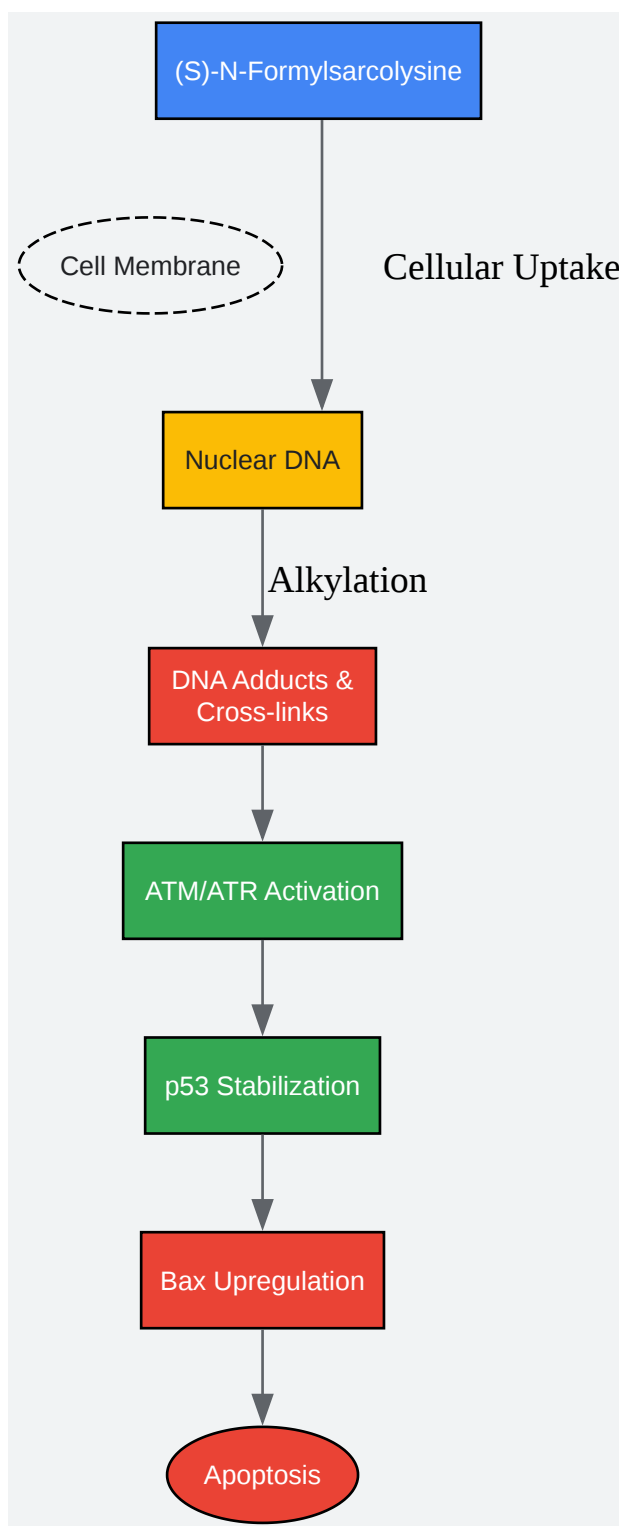 (S)-N-Formylsarcolysine
Cell Membrane
Cellular Uptake
Nuclear DNA
Alkylation
DNA Adducts &
Cross-links
ATM/ATR Activation
p53 Stabilization
Bax Upregulation
Apoptosis